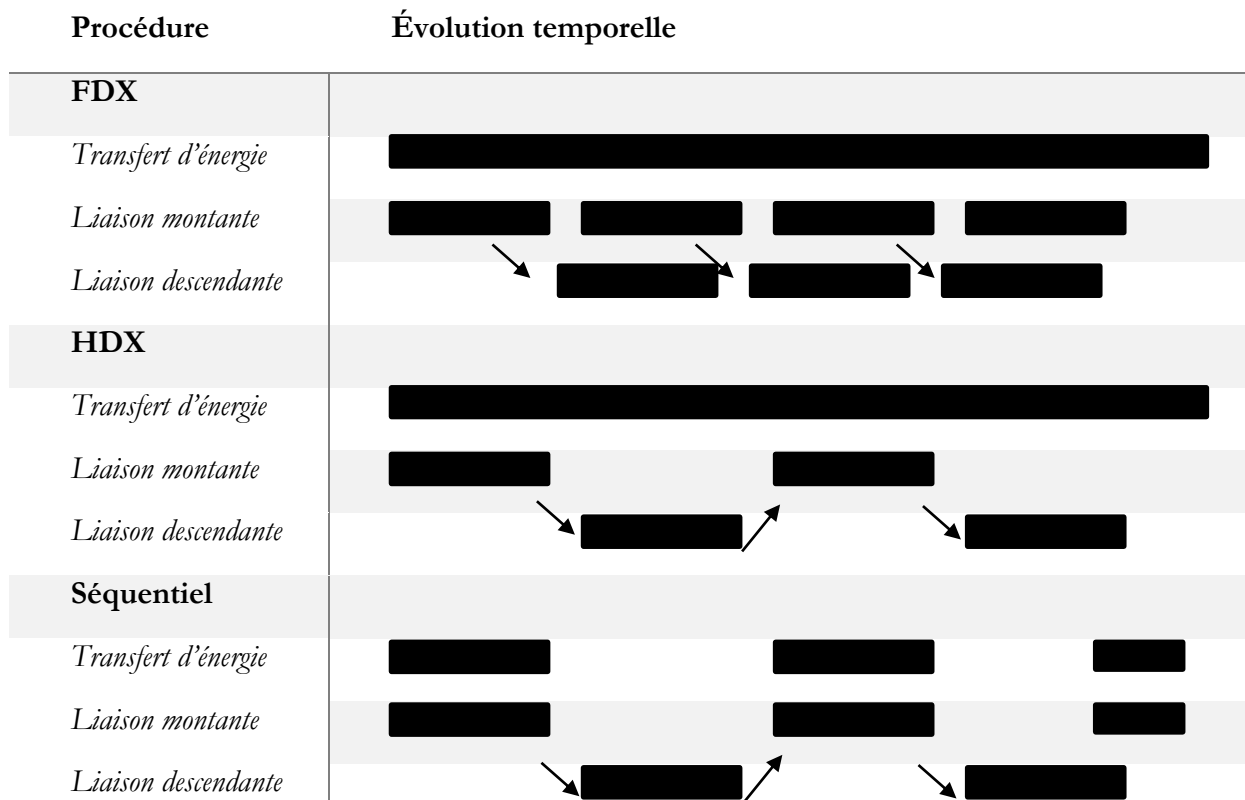 Procédure Évolution temporelle
FDX
Transfert d'énergie
Liaison montante
Liaison descendante
HDX
Transfert d'énergie
Liaison montante
Liaison descendante
Séquentiel
Transfert d'énergie
Liaison montante
Liaison descendante